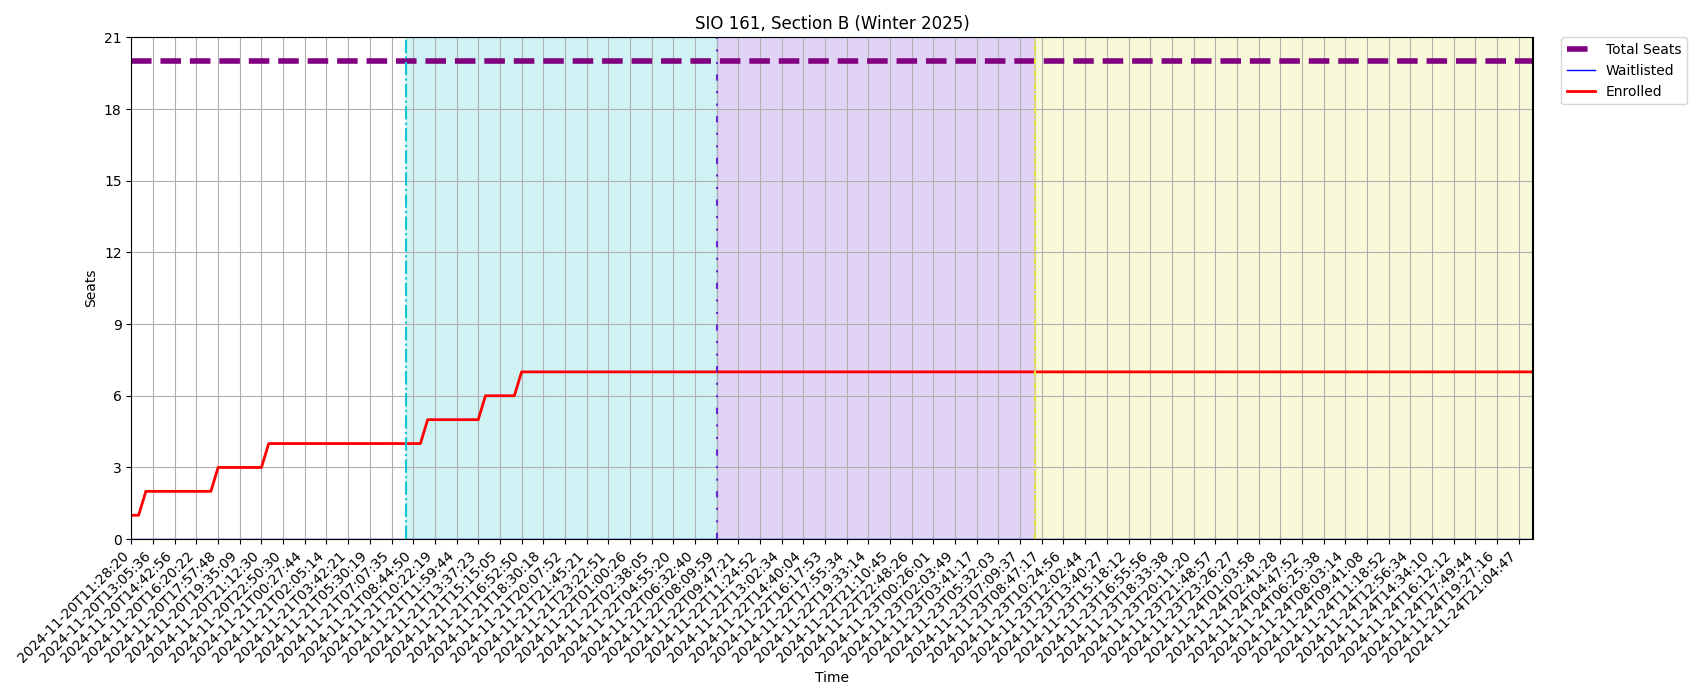 SIO 161, Section B (Winter 2025)
Total Seats
Waitlisted
Enrolled
Seats
21
18
15
12
9
6
3
0
2024-11-20T11:28:20
2024-11-20T13:05:36
2024-11-20T14:42:56
2024-11-20T16:20:22
2024-11-20T17:57:48
2024-11-20T19:35:09
2024-11-20T21:12:30
2024-11-20T22:50:30
2024-11-21T00:27:44
2024-11-21T02:05:14
2024-11-21T03:42:21
2024-11-21T05:30:19
2024-11-21T07:07:35
2024-11-21T08:44:50
2024-11-21T10:22:19
2024-11-21T11:59:44
2024-11-21T13:37:23
2024-11-21T15:15:05
2024-11-21T16:52:50
2024-11-21T18:30:18
2024-11-21T20:07:52
2024-11-21T21:45:21
2024-11-21T23:22:51
2024-11-22T01:00:26
2024-11-22T02:38:05
2024-11-22T04:55:20
2024-11-22T06:32:40
2024-11-22T08:09:59
2024-11-22T09:47:21
2024-11-22T11:24:52
2024-11-22T13:02:34
2024-11-22T14:40:04
2024-11-22T16:17:53
2024-11-22T17:55:34
2024-11-22T19:33:14
2024-11-22T21:10:45
2024-11-22T22:48:26
2024-11-23T00:26:01
2024-11-23T02:03:49
2024-11-23T03:41:17
2024-11-23T05:32:03
2024-11-23T07:09:37
2024-11-23T08:47:17
2024-11-23T10:24:56
2024-11-23T12:02:44
2024-11-23T13:40:27
2024-11-23T15:18:12
2024-11-23T16:55:56
2024-11-23T18:33:38
2024-11-23T20:11:20
2024-11-23T21:48:57
2024-11-23T23:26:27
2024-11-24T01:03:58
2024-11-24T02:41:28
2024-11-24T04:47:52
2024-11-24T06:25:38
2024-11-24T08:03:14
2024-11-24T09:41:08
2024-11-24T11:18:52
2024-11-24T12:56:34
2024-11-24T14:34:10
2024-11-24T16:12:12
2024-11-24T17:49:44
2024-11-24T19:27:16
2024-11-24T21:04:47
Time